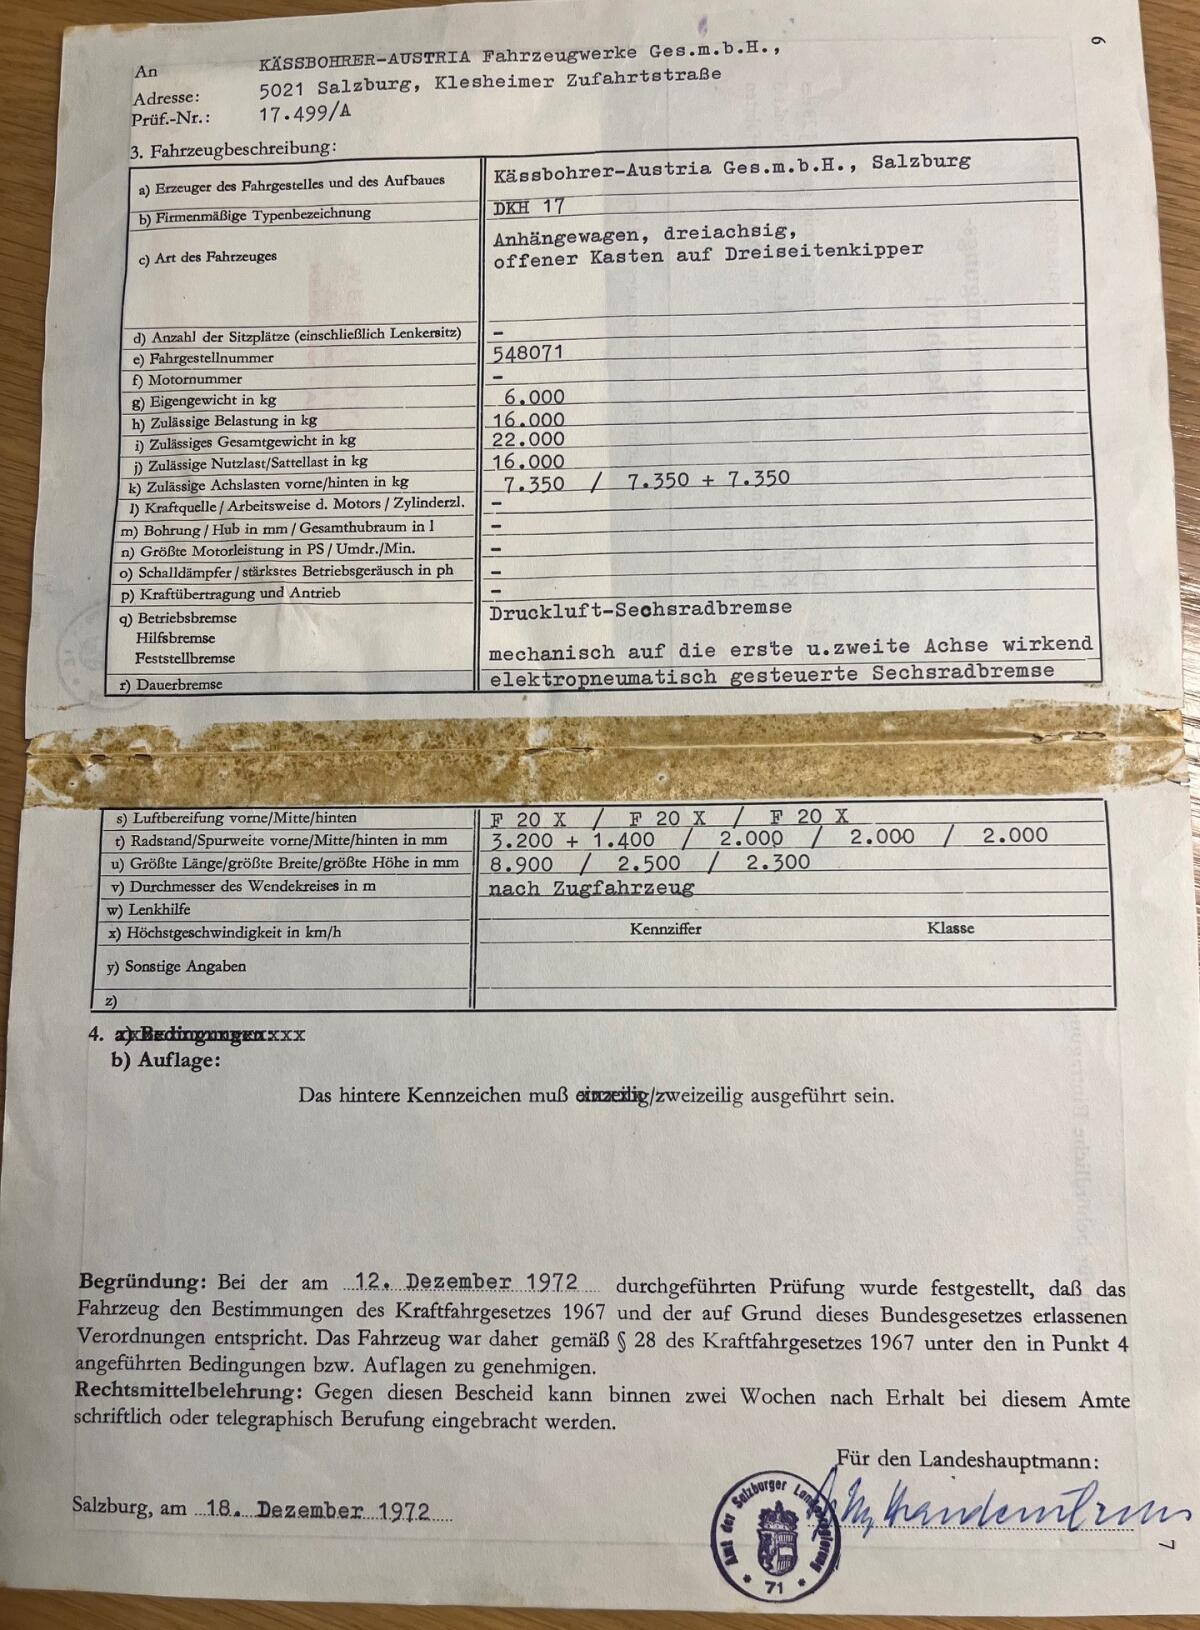 6
An KÄSSBOHRER-AUSTRIA Fahrzeugwerke Ges.m.b.H.,
Adresse: 5021 Salzburg, Klesheimer Zufahrtstraße
Prüf.-Nr.: 17.499/A
3. Fahrzeugbeschreibung:
a) Erzeuger des Fahrgestelles und des Aufbaues Kässbohrer-Austria Ges.m.b.H., Salzburg
b) Firmenmäßige Typenbezeichnung DKH 17
c) Art des Fahrzeuges Anhängewagen, dreiachsig,
offener Kasten auf Dreiseitenkipper
d) Anzahl der Sitzplätze (einschließlich Lenkersitz) –
e) Fahrgestellnummer 548071
f) Motornummer –
g) Eigengewicht in kg 6.000
h) Zulässige Belastung in kg 16.000
i) Zulässiges Gesamtgewicht in kg 22.000
j) Zulässige Nutzlast/Sattellast in kg 16.000
k) Zulässige Achslasten vorne/hinten in kg 7.350 / 7.350 + 7.350
l) Kraftquelle / Arbeitsweise d. Motors / Zylinderzl. –
m) Bohrung / Hub in mm / Gesamthubraum in l –
n) Größte Motorleistung in PS / Umdr./Min. –
o) Schalldämpfer / stärkstes Betriebsgeräusch in ph –
p) Kraftübertragung und Antrieb –
q) Betriebsbremse Druckluft-Sechsradbremse
Hilfsbremse
Feststellbremse mechanisch auf die erste u.zweite Achse wirkend
r) Dauerbremse elektropneumatisch gesteuerte Sechsradbremse
s) Luftbereifung vorne/Mitte/hinten F 20 X / F 20 X / F 20 X
t) Radstand/Spurweite vorne/Mitte/hinten in mm 3.200 + 1.400 / 2.000 / 2.000 / 2.000
u) Größte Länge/größte Breite/größte Höhe in mm 8.900 / 2.500 / 2.300
v) Durchmesser des Wendekreises in m nach Zugfahrzeug
w) Lenkhilfe
x) Höchstgeschwindigkeit in km/h Kennziffer Klasse
y) Sonstige Angaben
z)
4. a) Bedingungen:xxx
b) Auflage:
Das hintere Kennzeichen muß einzeilig/zweizeilig ausgeführt sein.
Begründung: Bei der am 12. Dezember 1972 durchgeführten Prüfung wurde festgestellt, daß das
Fahrzeug den Bestimmungen des Kraftfahrgesetzes 1967 und der auf Grund dieses Bundesgesetzes erlassenen
Verordnungen entspricht. Das Fahrzeug war daher gemäß § 28 des Kraftfahrgesetzes 1967 unter den in Punkt 4
angeführten Bedingungen bzw. Auflagen zu genehmigen.
Rechtsmittelbelehrung: Gegen diesen Bescheid kann binnen zwei Wochen nach Erhalt bei diesem Amte
schriftlich oder telegraphisch Berufung eingebracht werden.
Für den Landeshauptmann:
Salzburg, am 18. Dezember 1972
Amt der Salzburger Landesregierung
* 71 *
7